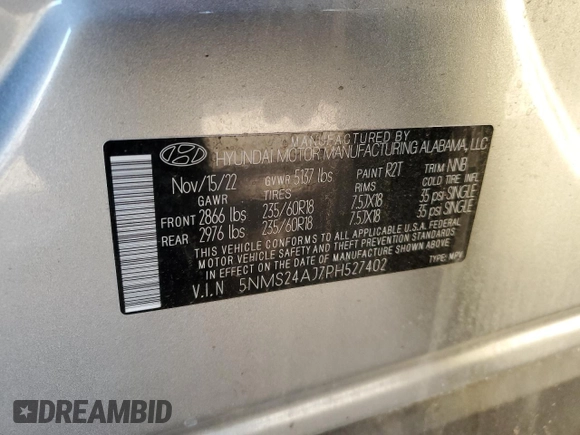 MANUFACTURED BY
HYUNDAI MOTOR MANUFACTURING ALABAMA, LLC
Nov/15/22 GVWR 5137 lbs PAINT R2T TRIM NNB
GAWR TIRES RIMS COLD TIRE INFL
FRONT 2866 lbs 235/60R18 7.5JX18 35 psi SINGLE
REAR 2976 lbs 235/60R18 7.5JX18 35 psi SINGLE
THIS VEHICLE CONFORMS TO ALL APPLICABLE U.S.A. FEDERAL
MOTOR VEHICLE SAFETY AND THEFT PREVENTION STANDARDS
IN EFFECT ON THE DATE OF MANUFACTURE SHOWN ABOVE.
V.I.N 5NMS24AJ7PH527402 TYPE: MPV
DREAMBID